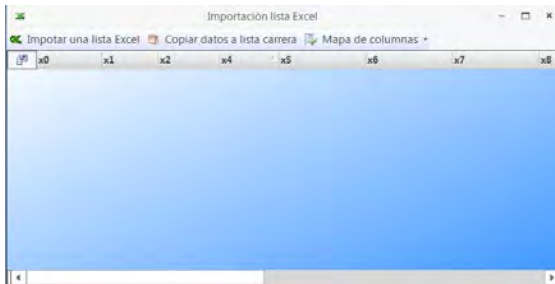 Importación lista Excel
Impotar una lista Excel Copiar datos a lista carrera Mapa de columnas
x0 x1 x2 x4 x5 x6 x7 x8